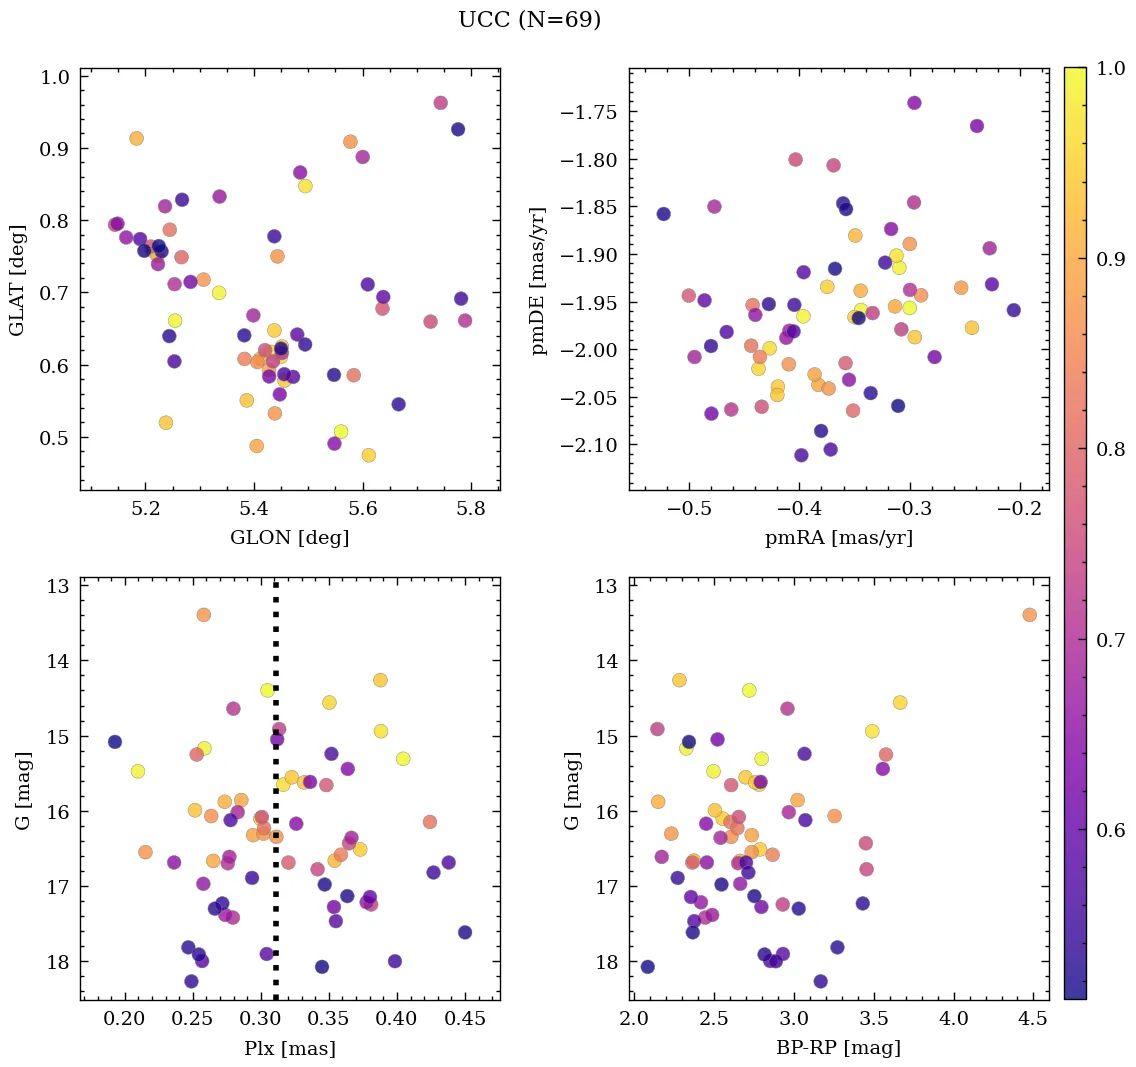 UCC (N=69)
1.0
0.9
0.8
0.7
0.6
0.5
GLAT [deg]
5.2 5.4 5.6 5.8
GLON [deg]
−1.75
−1.80
−1.85
−1.90
−1.95
−2.00
−2.05
−2.10
pmDE [mas/yr]
−0.5 −0.4 −0.3 −0.2
pmRA [mas/yr]
13
14
15
16
17
18
G [mag]
0.20 0.25 0.30 0.35 0.40 0.45
Plx [mas]
13
14
15
16
17
18
G [mag]
2.0 2.5 3.0 3.5 4.0 4.5
BP-RP [mag]
1.0
0.9
0.8
0.7
0.6